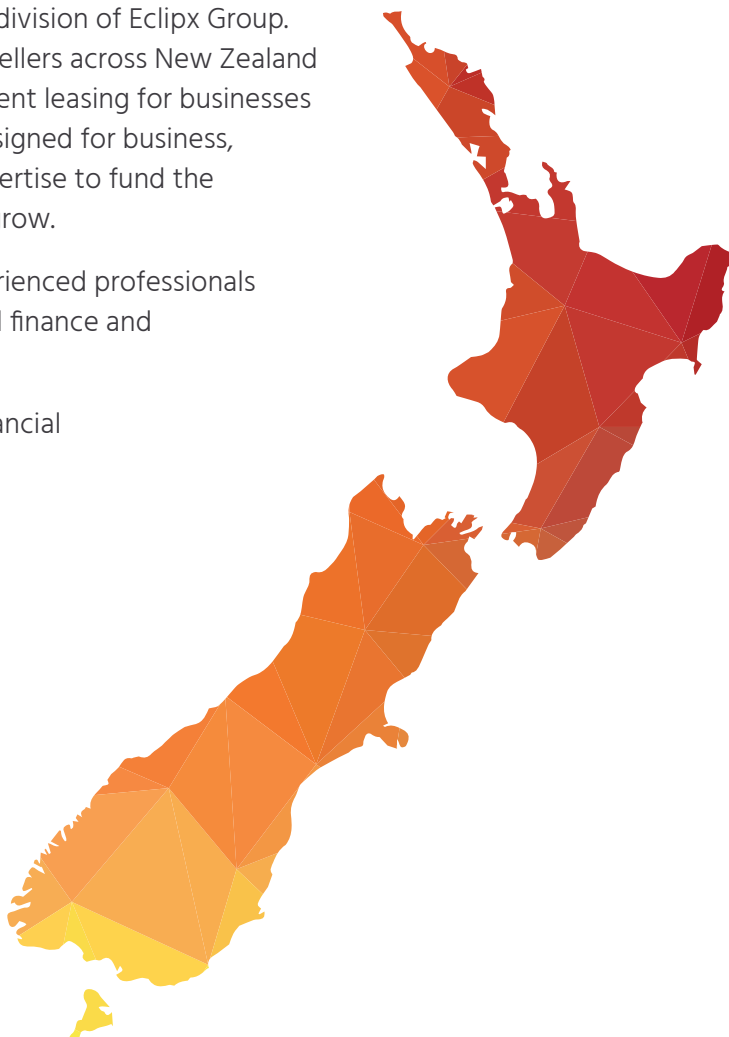 division of Eclipx Group.
ellers across New Zealand
ent leasing for businesses
signed for business,
ertise to fund the
row.
rienced professionals
l finance and
ancial